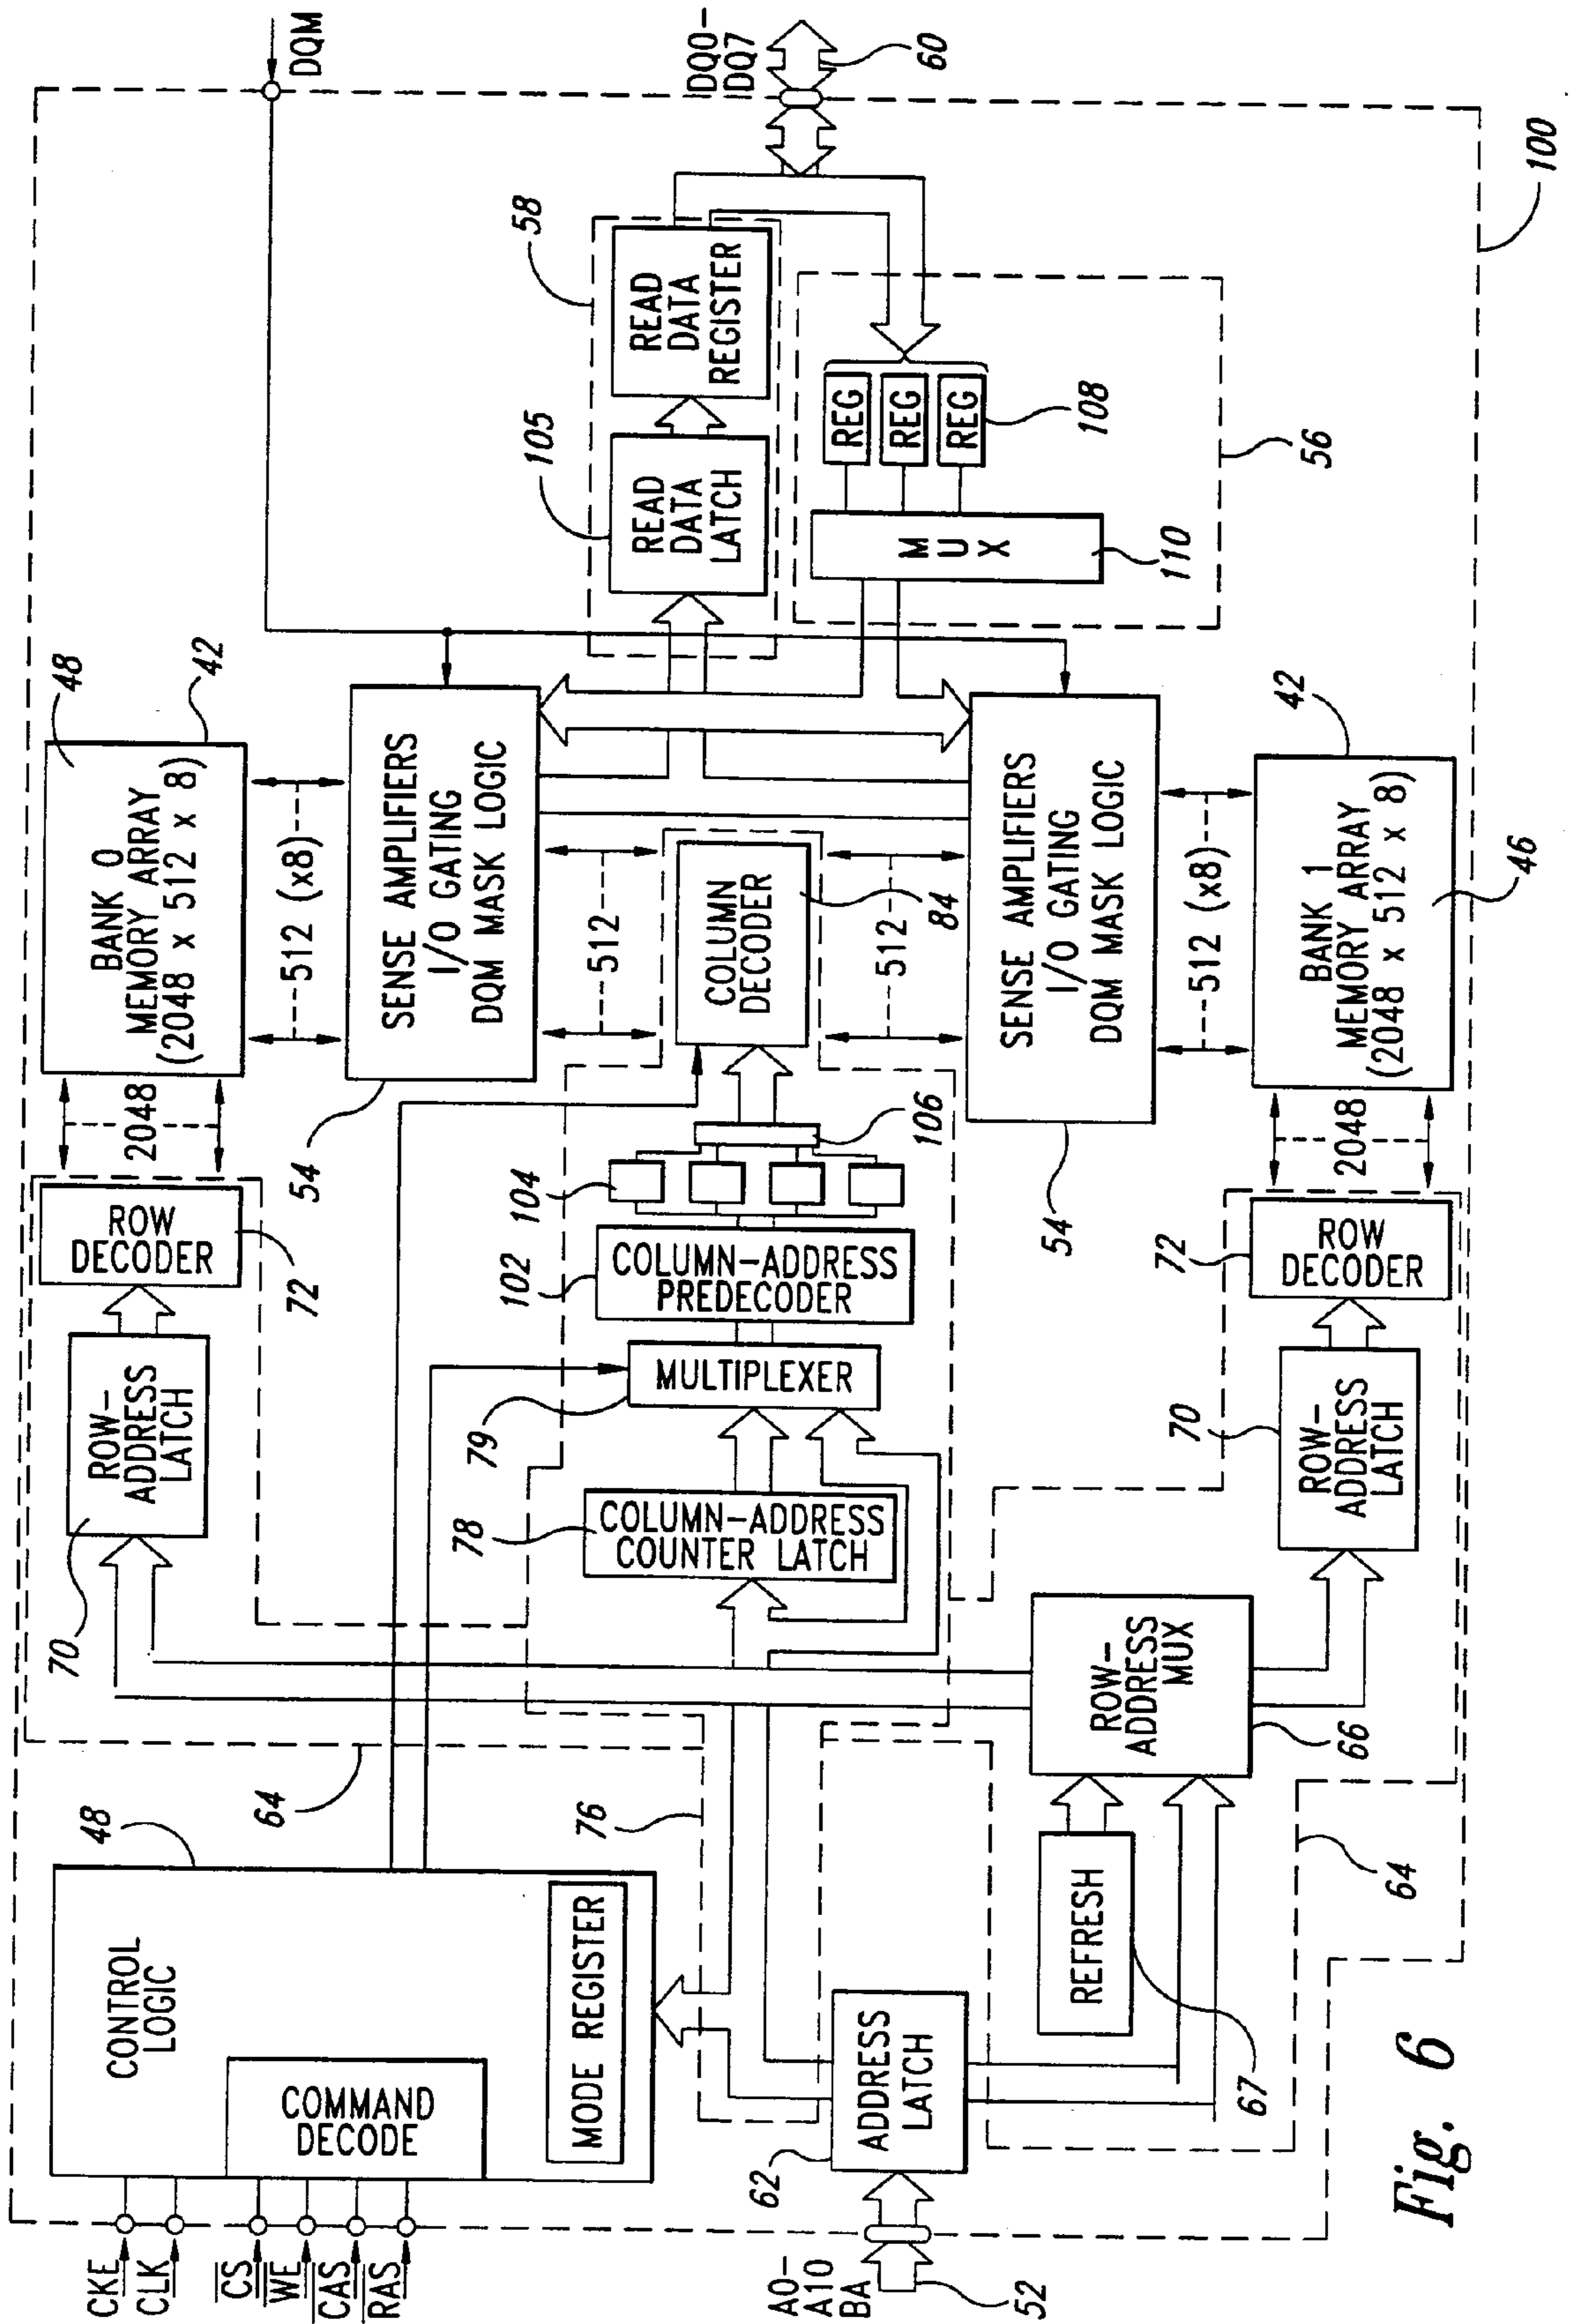 CKE
CLK
CS
WE
CAS
RAS
A0-
A10
BA
52
CONTROL
LOGIC
COMMAND
DECODE
MODE REGISTER
48
64
76
ADDRESS
LATCH
62
REFRESH
67
64
ROW-
ADDRESS
MUX
66
70
ROW-
ADDRESS
LATCH
ROW
DECODER
72
2048
BANK 0
MEMORY ARRAY
(2048 x 512 x 8)
48
42
512 (x8)
SENSE AMPLIFIERS
I/O GATING
DQM MASK LOGIC
54
512
COLUMN-ADDRESS
COUNTER LATCH
78
MULTIPLEXER
79
COLUMN-ADDRESS
PREDECODER
102
104
106
COLUMN
DECODER
84
512
SENSE AMPLIFIERS
I/O GATING
DQM MASK LOGIC
54
512 (x8)
70
ROW-
ADDRESS
LATCH
72
ROW
DECODER
2048
BANK 1
MEMORY ARRAY
(2048 x 512 x 8)
42
46
READ
DATA
LATCH
105
READ
DATA
REGISTER
58
MUX
110
REG
REG
REG
108
56
DQM
DQ0-
DQ7
60
100
Fig. 6